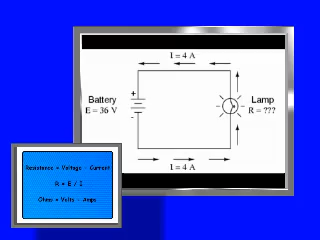 I = 4 A
+
Battery
E = 36 V
-
Lamp
R = ???
I = 4 A
Resistance = Voltage ÷ Current
R = E / I
Ohms = Volts ÷ Amps